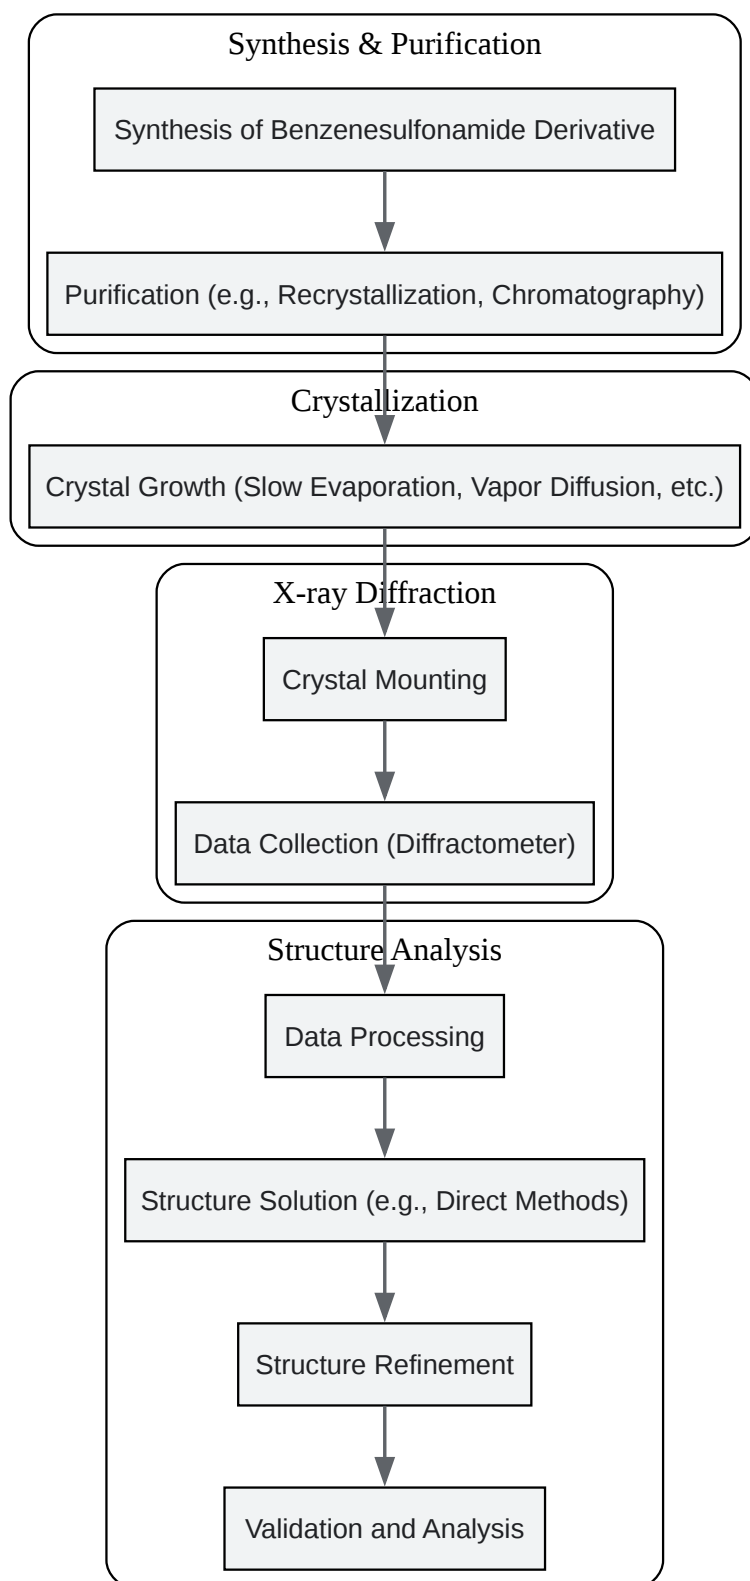 Synthesis & Purification
Synthesis of Benzenesulfonamide Derivative
Purification (e.g., Recrystallization, Chromatography)
Crystallization
Crystal Growth (Slow Evaporation, Vapor Diffusion, etc.)
X-ray Diffraction
Crystal Mounting
Data Collection (Diffractometer)
Structure Analysis
Data Processing
Structure Solution (e.g., Direct Methods)
Structure Refinement
Validation and Analysis